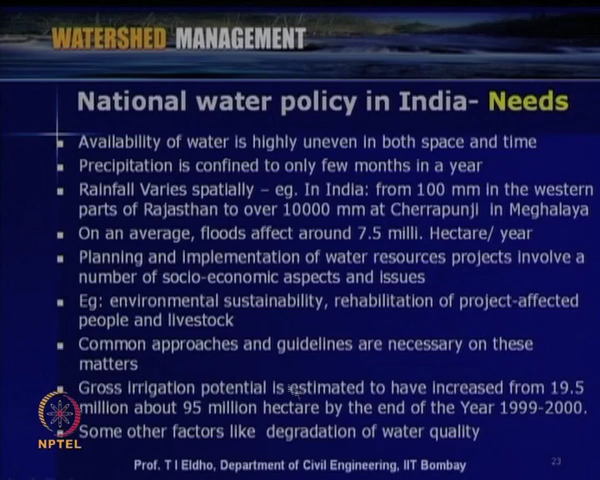 WATERSHED MANAGEMENT
National water policy in India- Needs
Availability of water is highly uneven in both space and time
Precipitation is confined to only few months in a year
Rainfall Varies spatially – eg. In India: from 100 mm in the western
parts of Rajasthan to over 10000 mm at Cherrapunji in Meghalaya
On an average, floods affect around 7.5 milli. Hectare/ year
Planning and implementation of water resources projects involve a
number of socio-economic aspects and issues
Eg: environmental sustainability, rehabilitation of project-affected
people and livestock
Common approaches and guidelines are necessary on these
matters
Gross irrigation potential is estimated to have increased from 19.5
million about 95 million hectare by the end of the Year 1999-2000.
Some other factors like degradation of water quality
NPTEL
Prof. T I Eldho, Department of Civil Engineering, IIT Bombay
23